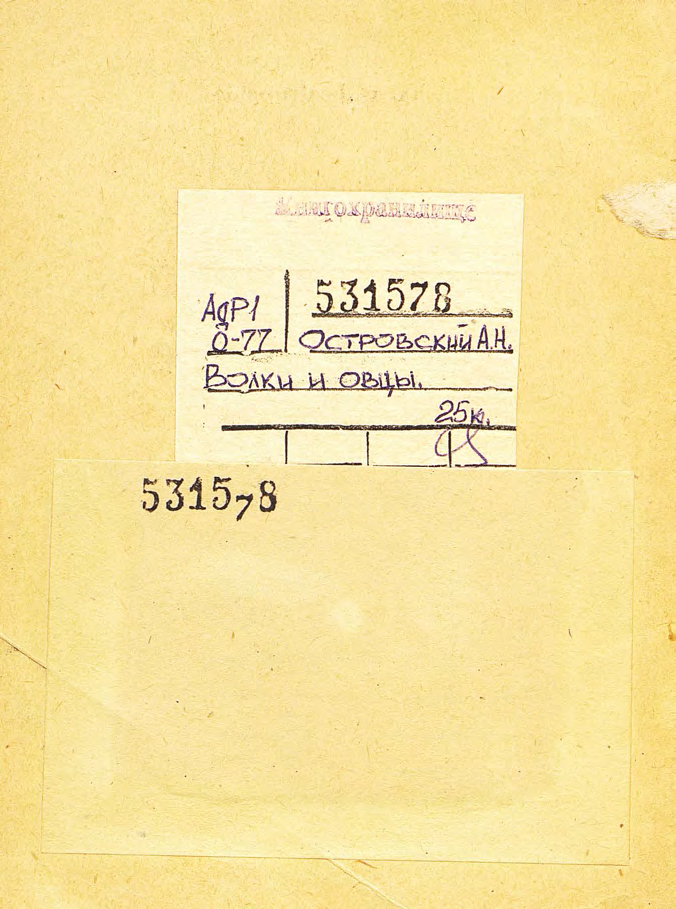 Книгохранилище
531578
АдР1
О-77
Островский А.Н.
Волки и овцы.
25к.
531578